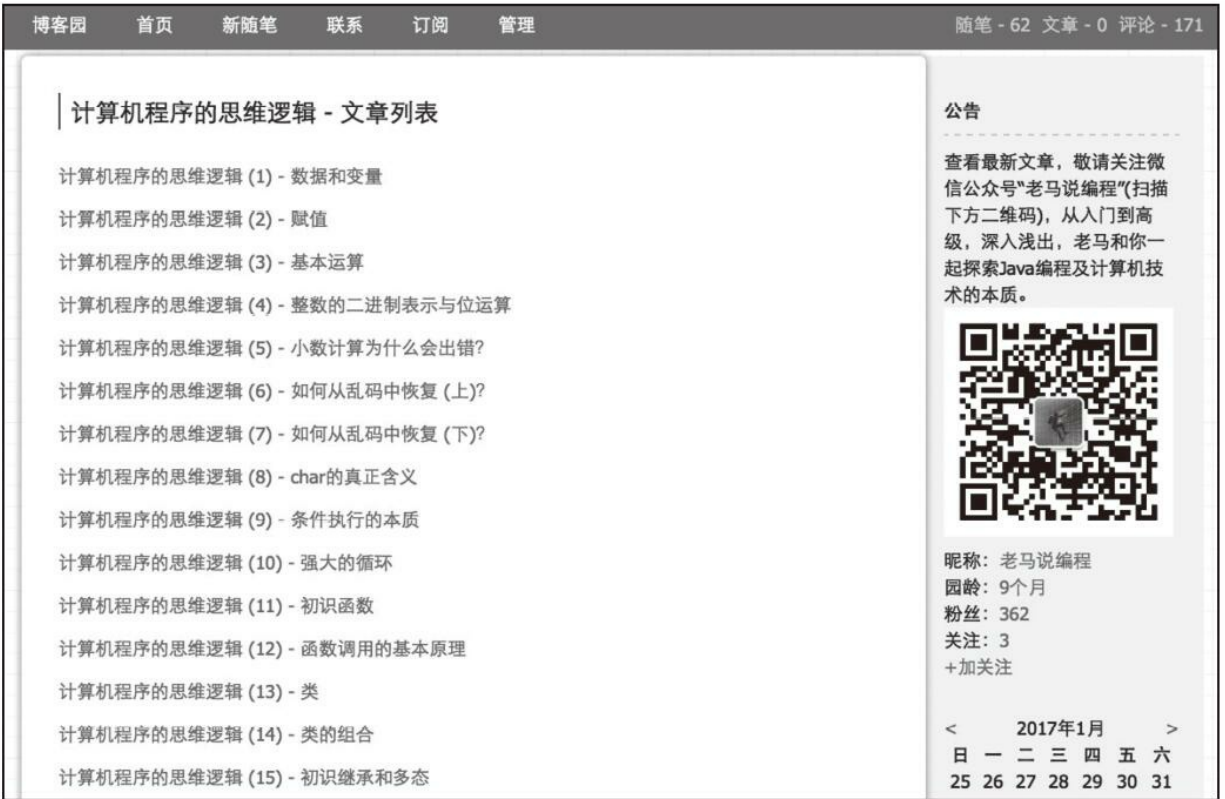 博客园 首页 新随笔 联系 订阅 管理 随笔 - 62 文章 - 0 评论 - 171
计算机程序的思维逻辑 - 文章列表
计算机程序的思维逻辑 (1) - 数据和变量
计算机程序的思维逻辑 (2) - 赋值
计算机程序的思维逻辑 (3) - 基本运算
计算机程序的思维逻辑 (4) - 整数的二进制表示与位运算
计算机程序的思维逻辑 (5) - 小数计算为什么会出错?
计算机程序的思维逻辑 (6) - 如何从乱码中恢复 (上)?
计算机程序的思维逻辑 (7) - 如何从乱码中恢复 (下)?
计算机程序的思维逻辑 (8) - char的真正含义
计算机程序的思维逻辑 (9) - 条件执行的本质
计算机程序的思维逻辑 (10) - 强大的循环
计算机程序的思维逻辑 (11) - 初识函数
计算机程序的思维逻辑 (12) - 函数调用的基本原理
计算机程序的思维逻辑 (13) - 类
计算机程序的思维逻辑 (14) - 类的组合
计算机程序的思维逻辑 (15) - 初识继承和多态
公告
查看最新文章，敬请关注微
信公众号“老马说编程”(扫描
下方二维码)，从入门到高
级，深入浅出，老马和你一
起探索Java编程及计算机技
术的本质。
昵称：老马说编程
园龄：9个月
粉丝：362
关注：3
+加关注
< 2017年1月 >
日 一 二 三 四 五 六
25 26 27 28 29 30 31